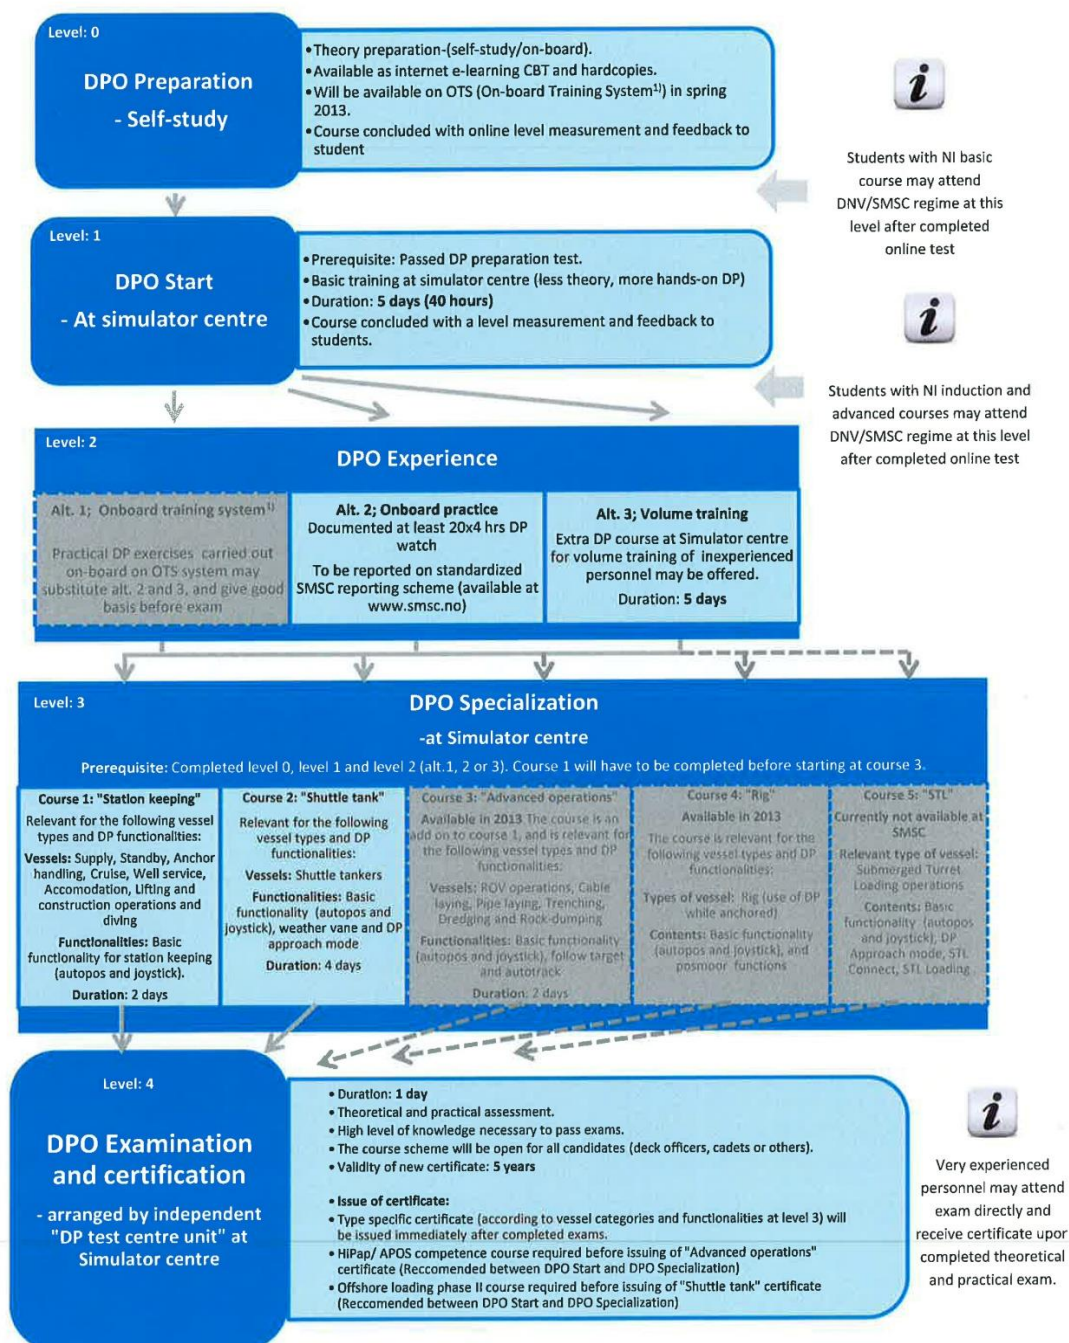 Level: 0
DPO Preparation
- Self-study
• Theory preparation-(self-study/on-board).
• Available as internet e-learning CBT and hardcopies.
• Will be available on OTS (On-board Training System¹⁾) in spring
2013.
• Course concluded with online level measurement and feedback to
student
i
Students with NI basic
course may attend
DNV/SMSC regime at this
level after completed
online test
Level: 1
DPO Start
- At simulator centre
• Prerequisite: Passed DP preparation test.
• Basic training at simulator centre (less theory, more hands-on DP)
• Duration: 5 days (40 hours)
• Course concluded with a level measurement and feedback to
students.
i
Students with NI induction and
advanced courses may attend
DNV/SMSC regime at this level
after completed online test
Level: 2
DPO Experience
Alt. 1; Onboard training system¹⁾
Practical DP exercises carried out
on-board on OTS system may
substitute alt. 2 and 3, and give good
basis before exam
Alt. 2; Onboard practice
Documented at least 20x4 hrs DP
watch
To be reported on standardized
SMSC reporting scheme (available at
www.smsc.no)
Alt. 3; Volume training
Extra DP course at Simulator centre
for volume training of inexperienced
personnel may be offered.
Duration: 5 days
Level: 3
DPO Specialization
-at Simulator centre
Prerequisite: Completed level 0, level 1 and level 2 (alt.1, 2 or 3). Course 1 will have to be completed before starting at course 3.
Course 1: "Station keeping"
Relevant for the following vessel
types and DP functionalities:
Vessels: Supply, Standby, Anchor
handling, Cruise, Well service,
Accomodation, Lifting and
construction operations and
diving
Functionalities: Basic
functionality for station keeping
(autopos and joystick).
Duration: 2 days
Course 2: "Shuttle tank"
Relevant for the following
vessel types and DP
functionalities:
Vessels: Shuttle tankers
Functionalities: Basic
functionality (autopos and
joystick), weather vane and DP
approach mode
Duration: 4 days
Course 3: "Advanced operations"
Available in 2013 The course is an
add on to course 1, and is relevant for
the following vessel types and DP
functionalities:
Vessels: ROV operations, Cable
laying, Pipe laying, Trenching,
Dredging and Rock-dumping
Functionalities: Basic functionality
(autopos and joystick), follow target
and autotrack
Duration: 2 days
Course 4: "Rig"
Available in 2013
The course is relevant for the
following vessel types and DP
functionalities:
Types of vessel: Rig (use of DP
while anchored)
Contents: Basic functionality
(autopos and joystick), and
posmoor functions
Course 5: "STL"
Currently not available at
SMSC
Relevant type of vessel:
Submerged Turret
Loading operations
Contents: Basic
functionality (autopos
and joystick), DP
Approach mode, STL
Connect, STL Loading
Level: 4
DPO Examination
and certification
- arranged by independent
"DP test centre unit" at
Simulator centre
• Duration: 1 day
• Theoretical and practical assessment.
• High level of knowledge necessary to pass exams.
• The course scheme will be open for all candidates (deck officers, cadets or others).
• Validity of new certificate: 5 years
• Issue of certificate:
• Type specific certificate (according to vessel categories and functionalities at level 3) will
be issued immediately after completed exams.
• HiPap/ APOS competence course required before issuing of "Advanced operations"
certificate (Reccomended between DPO Start and DPO Specialization)
• Offshore loading phase II course required before issuing of "Shuttle tank" certificate
(Reccomended between DPO Start and DPO Specialization)
i
Very experienced
personnel may attend
exam directly and
receive certificate upon
completed theoretical
and practical exam.